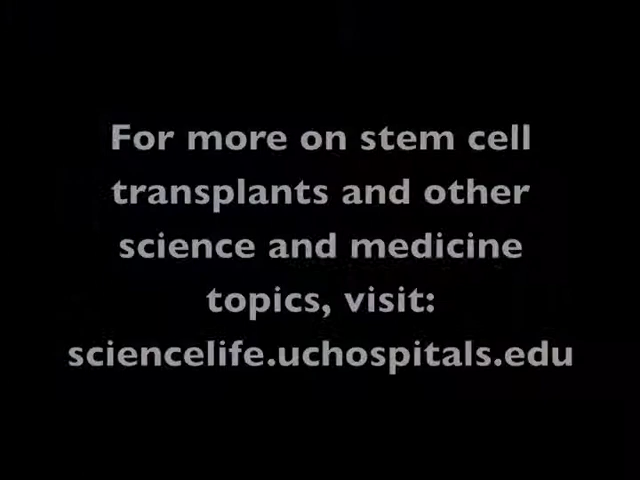 For more on stem cell
transplants and other
science and medicine
topics, visit:
sciencelife.uchospitals.edu